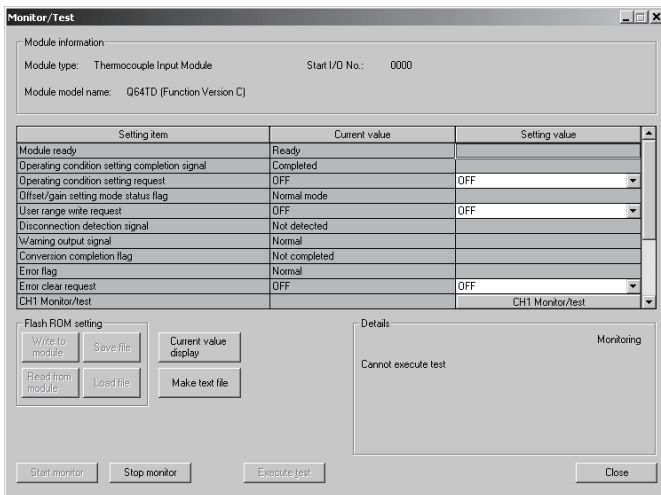 Monitor/Test
Module information
Module type: Thermocouple Input Module Start I/O No.: 0000
Module model name: Q64TD (Function Version C)
Setting item Current value Setting value
Module ready Ready
Operating condition setting completion signal Completed
Operating condition setting request OFF OFF
Offset/gain setting mode status flag Normal mode
User range write request OFF OFF
Disconnection detection signal Not detected
Warning output signal Normal
Conversion completion flag Not completed
Error flag Normal
Error clear request OFF OFF
CH1 Monitor/test CH1 Monitor/test
Flash ROM setting
Write to module
Save file
Current value display
Read from module
Load file
Make text file
Details
Monitoring
Cannot execute test
Start monitor Stop monitor Execute test Close